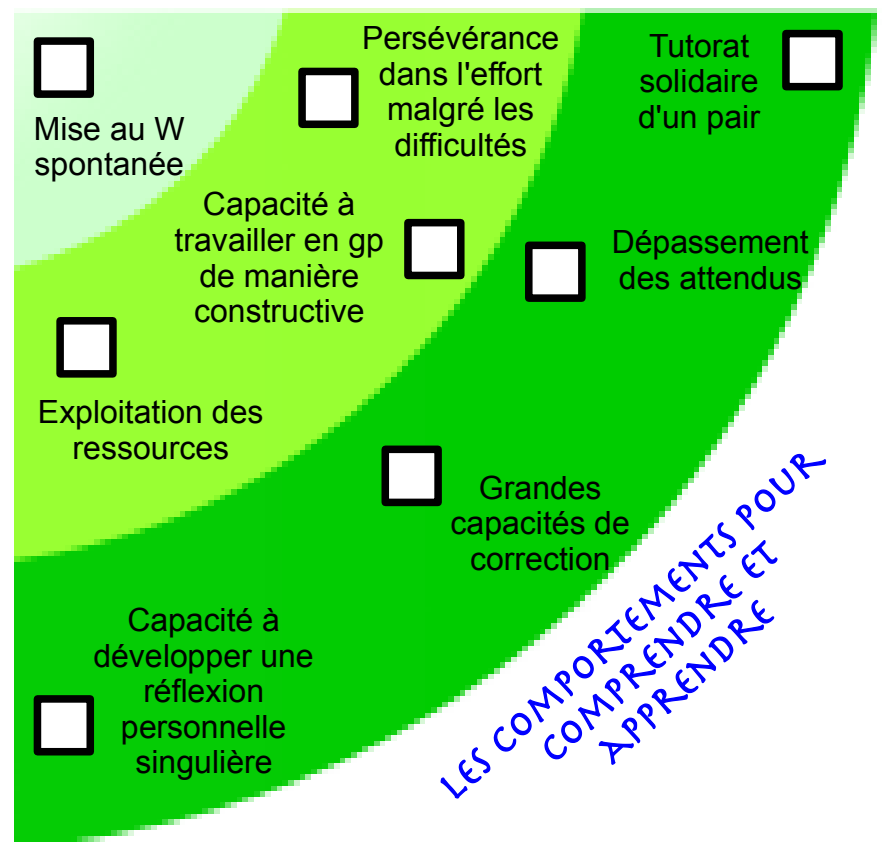 Mise au W
spontanée
Persévérance
dans l'effort
malgré les
difficultés
Tutorat
solidaire
d'un pair
Capacité à
travailler en gp
de manière
constructive
Dépassement
des attendus
Exploitation des
ressources
Grandes
capacités de
correction
Capacité à
développer une
réflexion
personnelle
singulière
LES COMPORTEMENTS POUR
COMPRENDRE ET
APPRENDRE